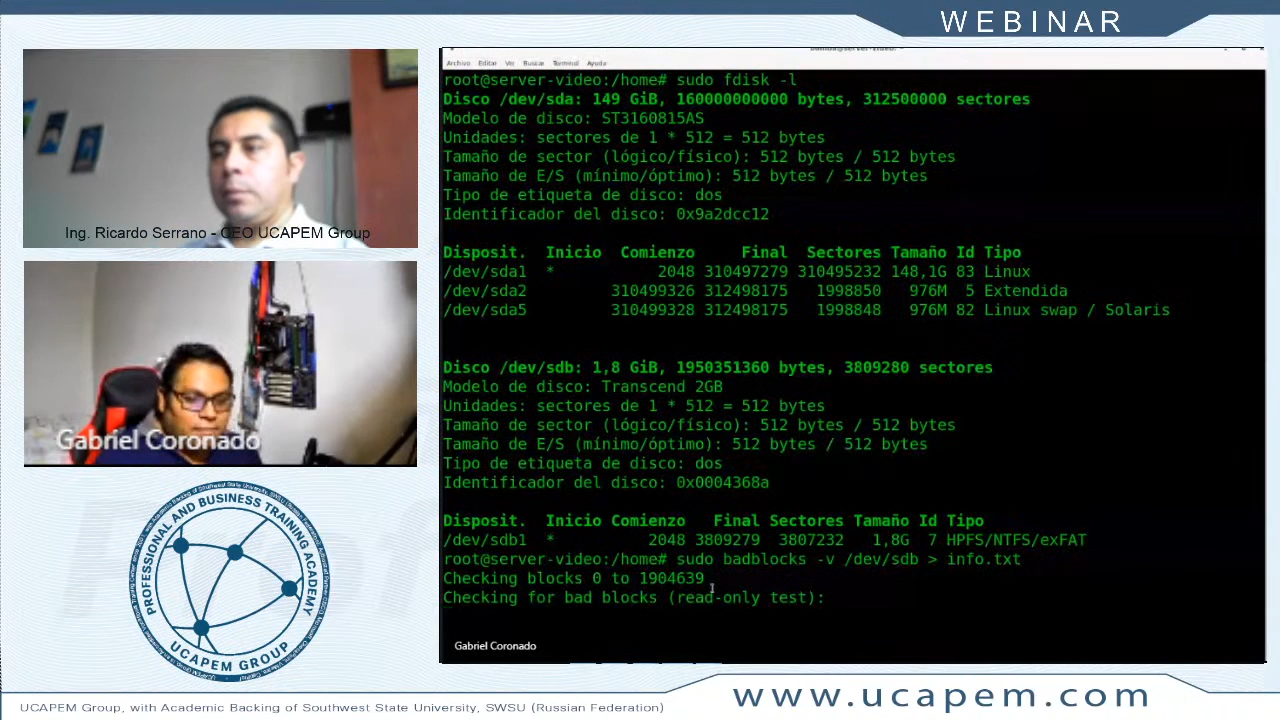 WEBINAR
Archivo Editar Ver Buscar Terminal Ayuda
root@server-video:/home# sudo fdisk -l
Disco /dev/sda: 149 GiB, 160000000000 bytes, 312500000 sectores
Modelo de disco: ST3160815AS
Unidades: sectores de 1 * 512 = 512 bytes
Tamaño de sector (lógico/físico): 512 bytes / 512 bytes
Tamaño de E/S (mínimo/óptimo): 512 bytes / 512 bytes
Tipo de etiqueta de disco: dos
Identificador del disco: 0x9a2dcc12
Disposit. Inicio Comienzo Final Sectores Tamaño Id Tipo
/dev/sda1 * 2048 310497279 310495232 148,1G 83 Linux
/dev/sda2 310499326 312498175 1998850 976M 5 Extendida
/dev/sda5 310499328 312498175 1998848 976M 82 Linux swap / Solaris
Disco /dev/sdb: 1,8 GiB, 1950351360 bytes, 3809280 sectores
Modelo de disco: Transcend 2GB
Unidades: sectores de 1 * 512 = 512 bytes
Tamaño de sector (lógico/físico): 512 bytes / 512 bytes
Tamaño de E/S (mínimo/óptimo): 512 bytes / 512 bytes
Tipo de etiqueta de disco: dos
Identificador del disco: 0x0004368a
Disposit. Inicio Comienzo Final Sectores Tamaño Id Tipo
/dev/sdb1 * 2048 3809279 3807232 1,8G 7 HPFS/NTFS/exFAT
root@server-video:/home# sudo badblocks -v /dev/sdb > info.txt
Checking blocks 0 to 1904639
Checking for bad blocks (read-only test):
Gabriel Coronado
Ing. Ricardo Serrano - CEO UCAPEM Group
Gabriel Coronado
PROFESSIONAL AND BUSINESS TRAINING ACADEMY
UCAPEM GROUP
UCAPEM Group, with Academic Backing of Southwest State University, SWSU (Russian Federation)
www.ucapem.com